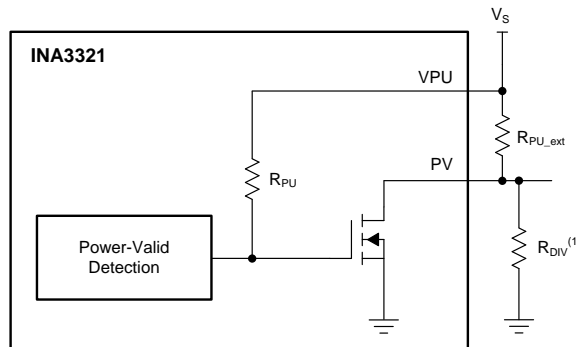 V_S
INA3321
VPU
R_PU_ext
PV
R_PU
Power-Valid
Detection
R_DIV^(1